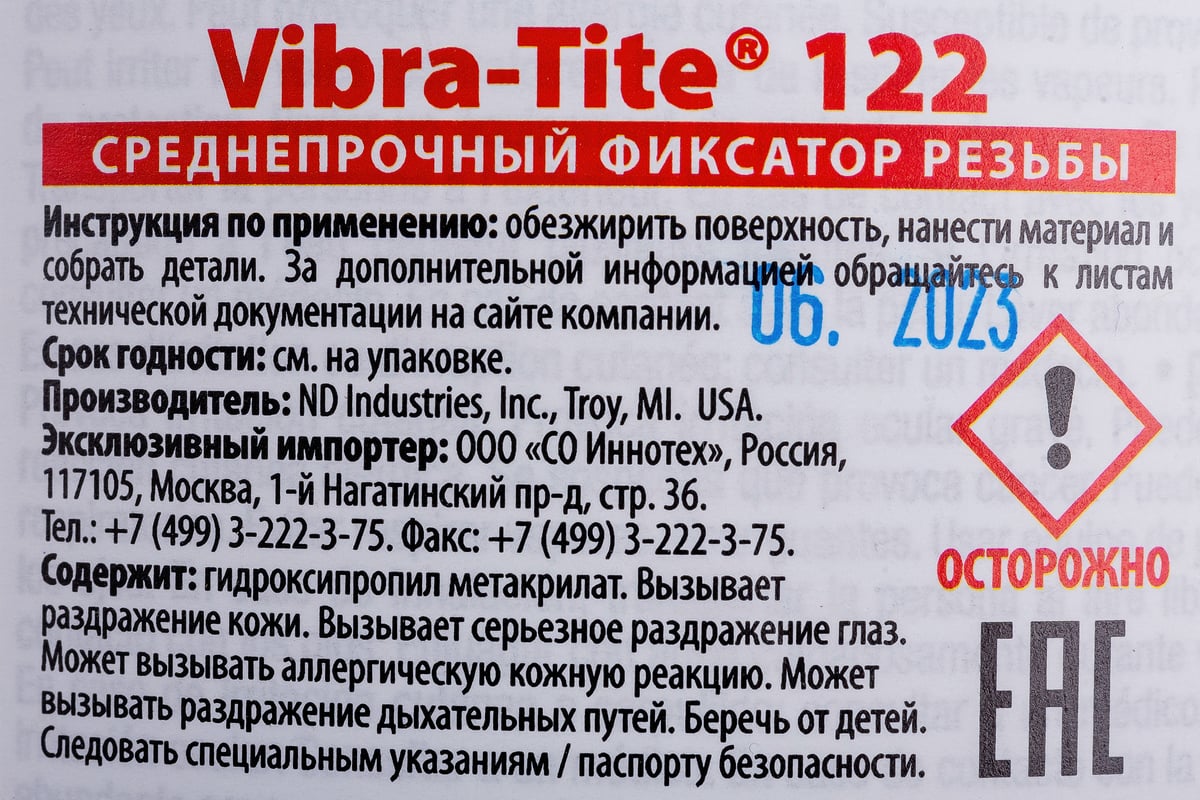 Vibra-Tite® 122
СРЕДНЕПРОЧНЫЙ ФИКСАТОР РЕЗЬБЫ
Инструкция по применению: обезжирить поверхность, нанести материал и
собрать детали. За дополнительной информацией обращайтесь к листам
технической документации на сайте компании.
06. 2023
Срок годности: см. на упаковке.
Производитель: ND Industries, Inc., Troy, MI. USA.
Эксклюзивный импортер: ООО «СО Иннотех», Россия,
117105, Москва, 1-й Нагатинский пр-д, стр. 36.
Тел.: +7 (499) 3-222-3-75. Факс: +7 (499) 3-222-3-75.
Содержит: гидроксипропил метакрилат. Вызывает
раздражение кожи. Вызывает серьезное раздражение глаз.
Может вызывать аллергическую кожную реакцию. Может
вызывать раздражение дыхательных путей. Беречь от детей.
Следовать специальным указаниям / паспорту безопасности.
ОСТОРОЖНО
EAC